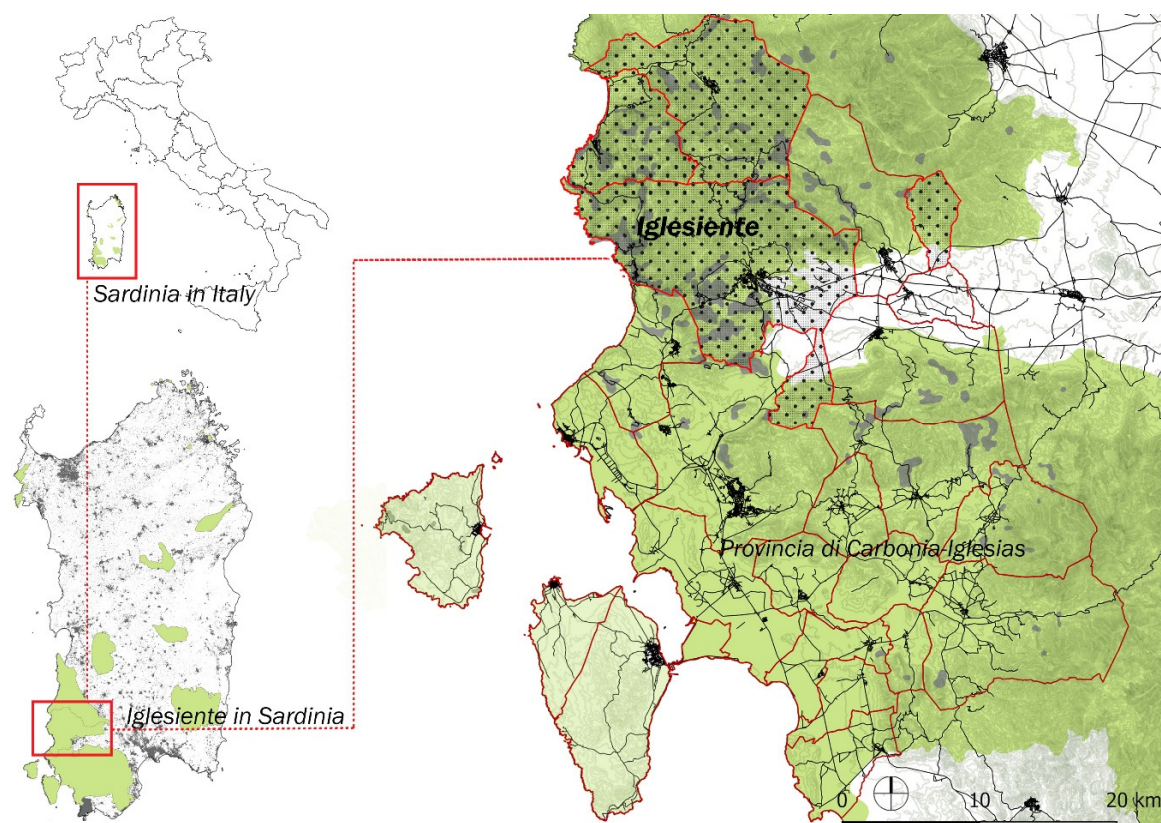 Sardinia in Italy
Iglesiente in Sardinia
Iglesiente
Provincia di Carbonia-Iglesias
0 10 20 km